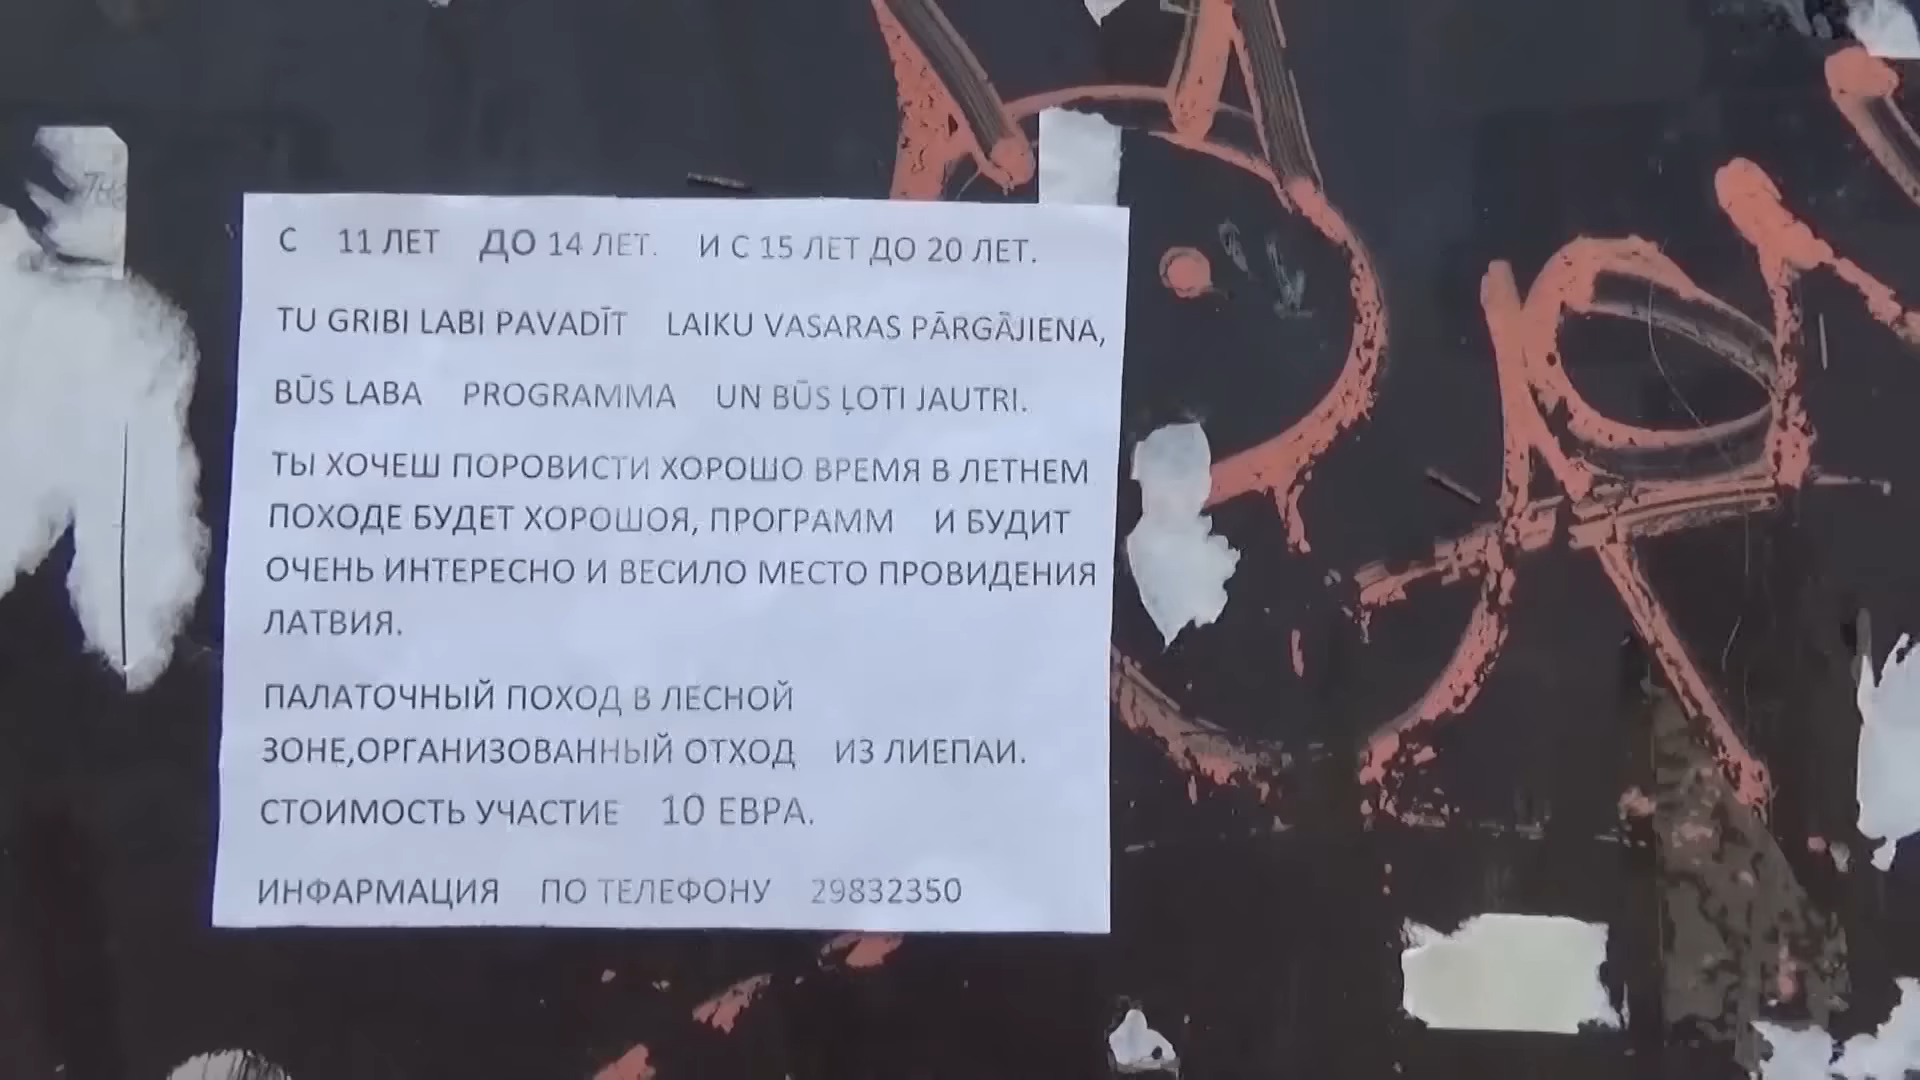 С 11 ЛЕТ ДО 14 ЛЕТ. И С 15 ЛЕТ ДО 20 ЛЕТ.
TU GRIBI LABI PAVADĪT LAIKU VASARAS PĀRGĀJIENA,
BŪS LABA PROGRAMMA UN BŪS ĻOTI JAUTRI.
ТЫ ХОЧЕШ ПОРОВИСТИ ХОРОШО ВРЕМЯ В ЛЕТНЕМ
ПОХОДЕ БУДЕТ ХОРОШОЯ, ПРОГРАММ И БУДИТ
ОЧЕНЬ ИНТЕРЕСНО И ВЕСИЛО МЕСТО ПРОВИДЕНИЯ
ЛАТВИЯ.
ПАЛАТОЧНЫЙ ПОХОД В ЛЕСНОЙ
ЗОНЕ,ОРГАНИЗОВАННЫЙ ОТХОД ИЗ ЛИЕПАИ.
СТОИМОСТЬ УЧАСТИЕ 10 ЕВРА.
ИНФАРМАЦИЯ ПО ТЕЛЕФОНУ 29832350